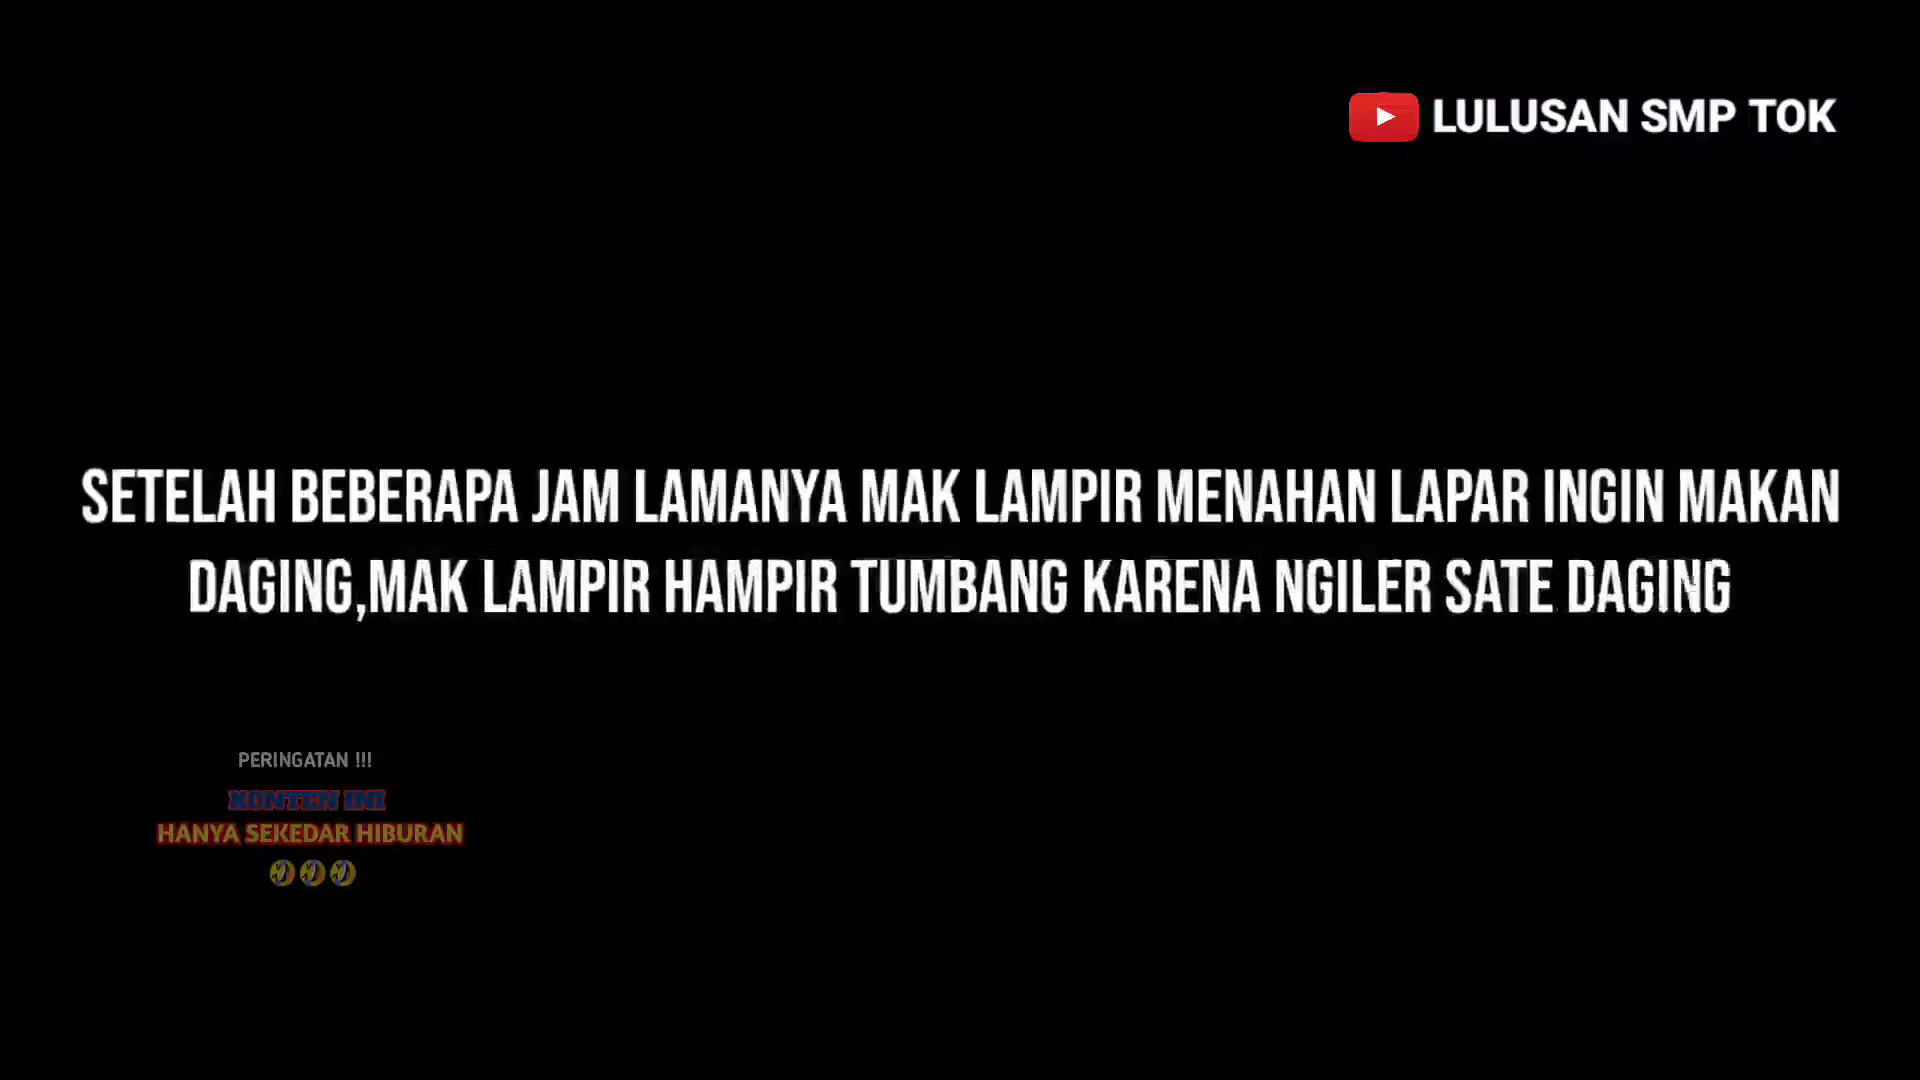 LULUSAN SMP TOK
SETELAH BEBERAPA JAM LAMANYA MAK LAMPIR MENAHAN LAPAR INGIN MAKAN
DAGING,MAK LAMPIR HAMPIR TUMBANG KARENA NGILER SATE DAGING
PERINGATAN !!!
KONTEN INI
HANYA SEKEDAR HIBURAN
🤣🤣🤣